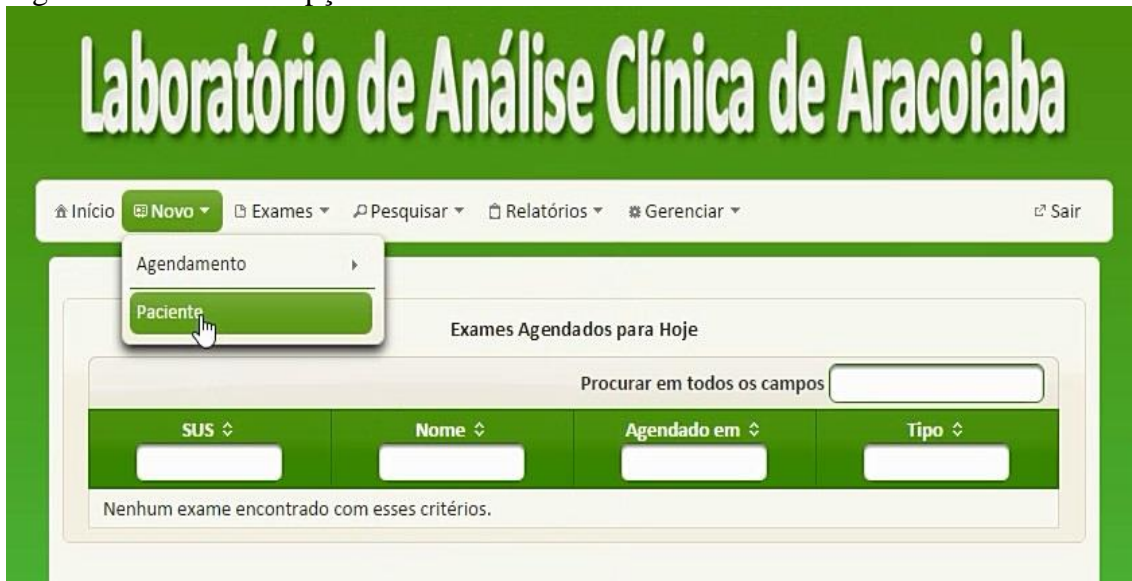 Laboratório de Análise Clínica de Aracoiaba
Início Novo Exames Pesquisar Relatórios Gerenciar Sair
Agendamento
Paciente
Exames Agendados para Hoje
Procurar em todos os campos
SUS Nome Agendado em Tipo
Nenhum exame encontrado com esses critérios.